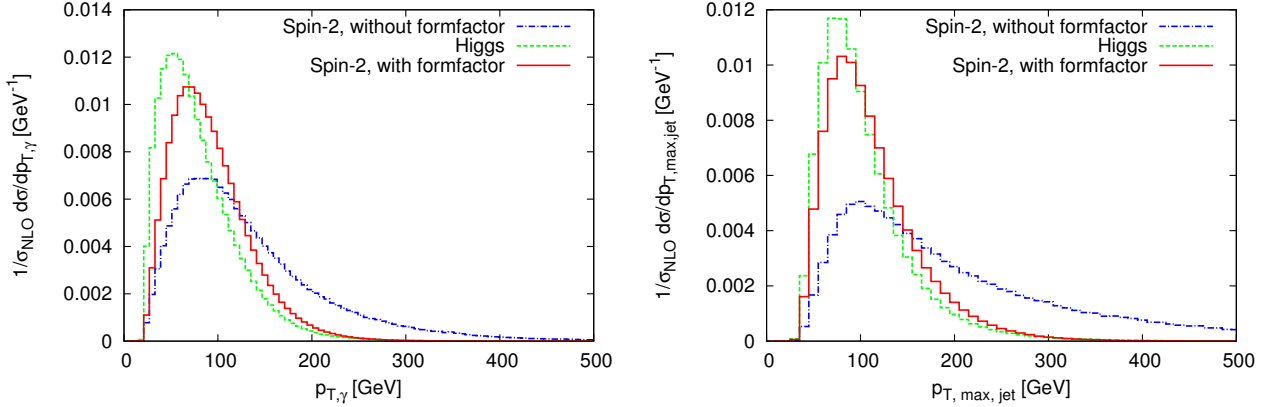 1/σNLO dσ/dpT,γ [GeV-1]
0.014
0.012
0.01
0.008
0.006
0.004
0.002
0
0 100 200 300 400 500
pT,γ [GeV]
Spin-2, without formfactor
Higgs
Spin-2, with formfactor
1/σNLO dσ/dpT,max,jet [GeV-1]
0.012
0.01
0.008
0.006
0.004
0.002
0
0 100 200 300 400 500
pT, max, jet [GeV]
Spin-2, without formfactor
Higgs
Spin-2, with formfactor